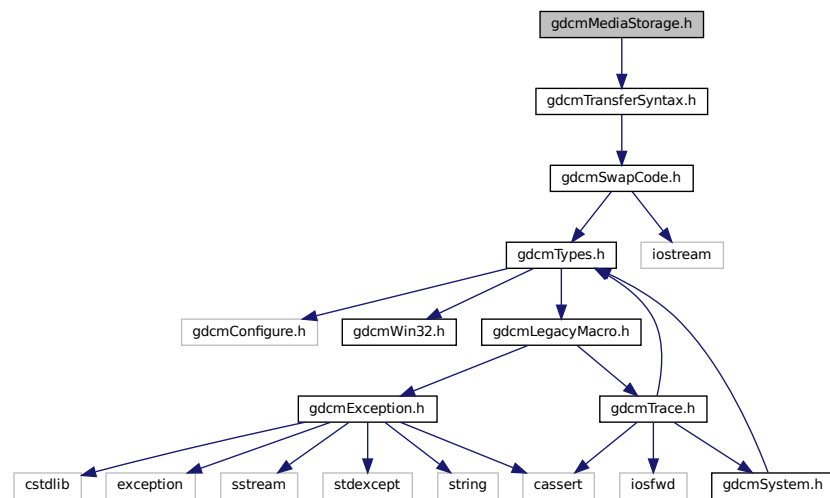 gdcmMediaStorage.h
gdcmTransferSyntax.h
gdcmSwapCode.h
gdcmTypes.h
iostream
gdcmConfigure.h
gdcmWin32.h
gdcmLegacyMacro.h
gdcmException.h
gdcmTrace.h
cstdlib
exception
sstream
stdexcept
string
cassert
iosfwd
gdcmSystem.h